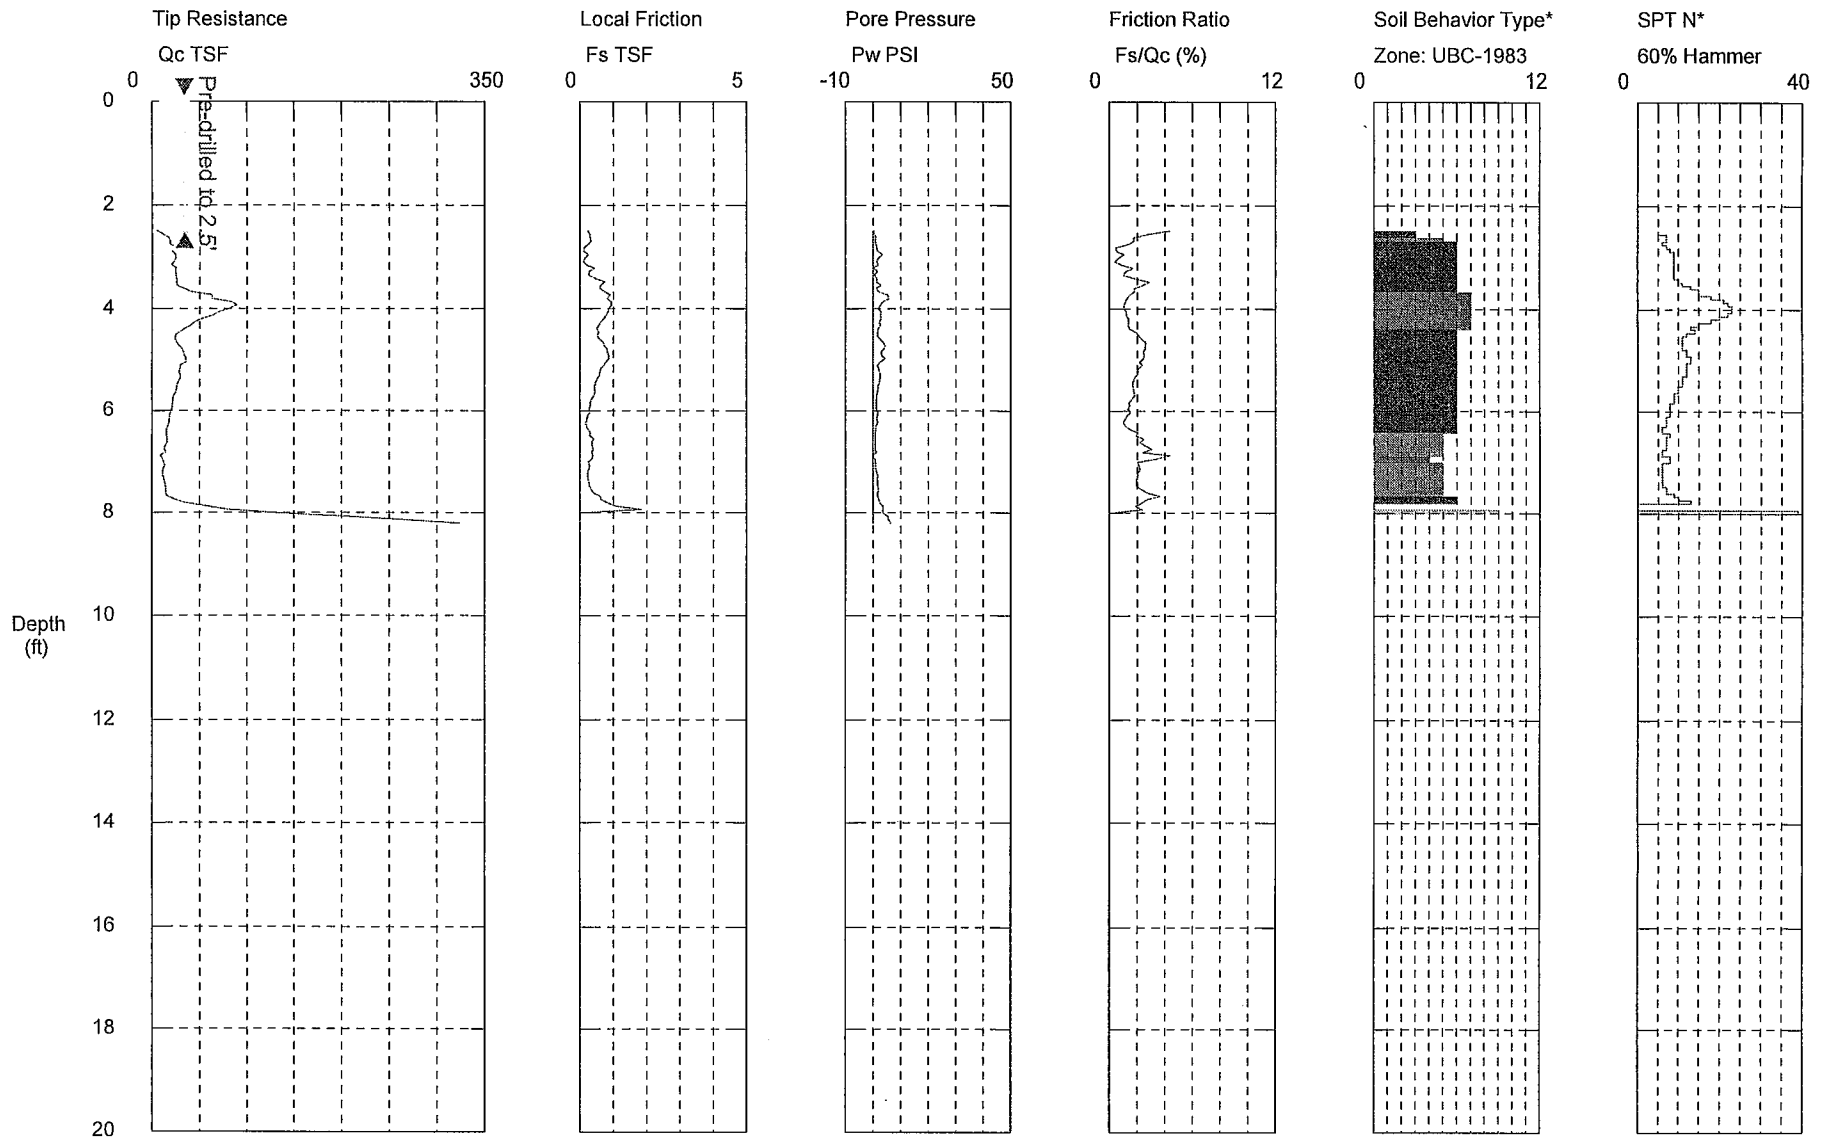 Tip Resistance
Qc TSF
0 350
Local Friction
Fs TSF
0 5
Pore Pressure
Pw PSI
-10 50
Friction Ratio
Fs/Qc (%)
0 12
Soil Behavior Type*
Zone: UBC-1983
0 12
SPT N*
60% Hammer
0 40
Pre-drilled to 2.5'
0
2
4
6
8
10
Depth
(ft)
12
14
16
18
20